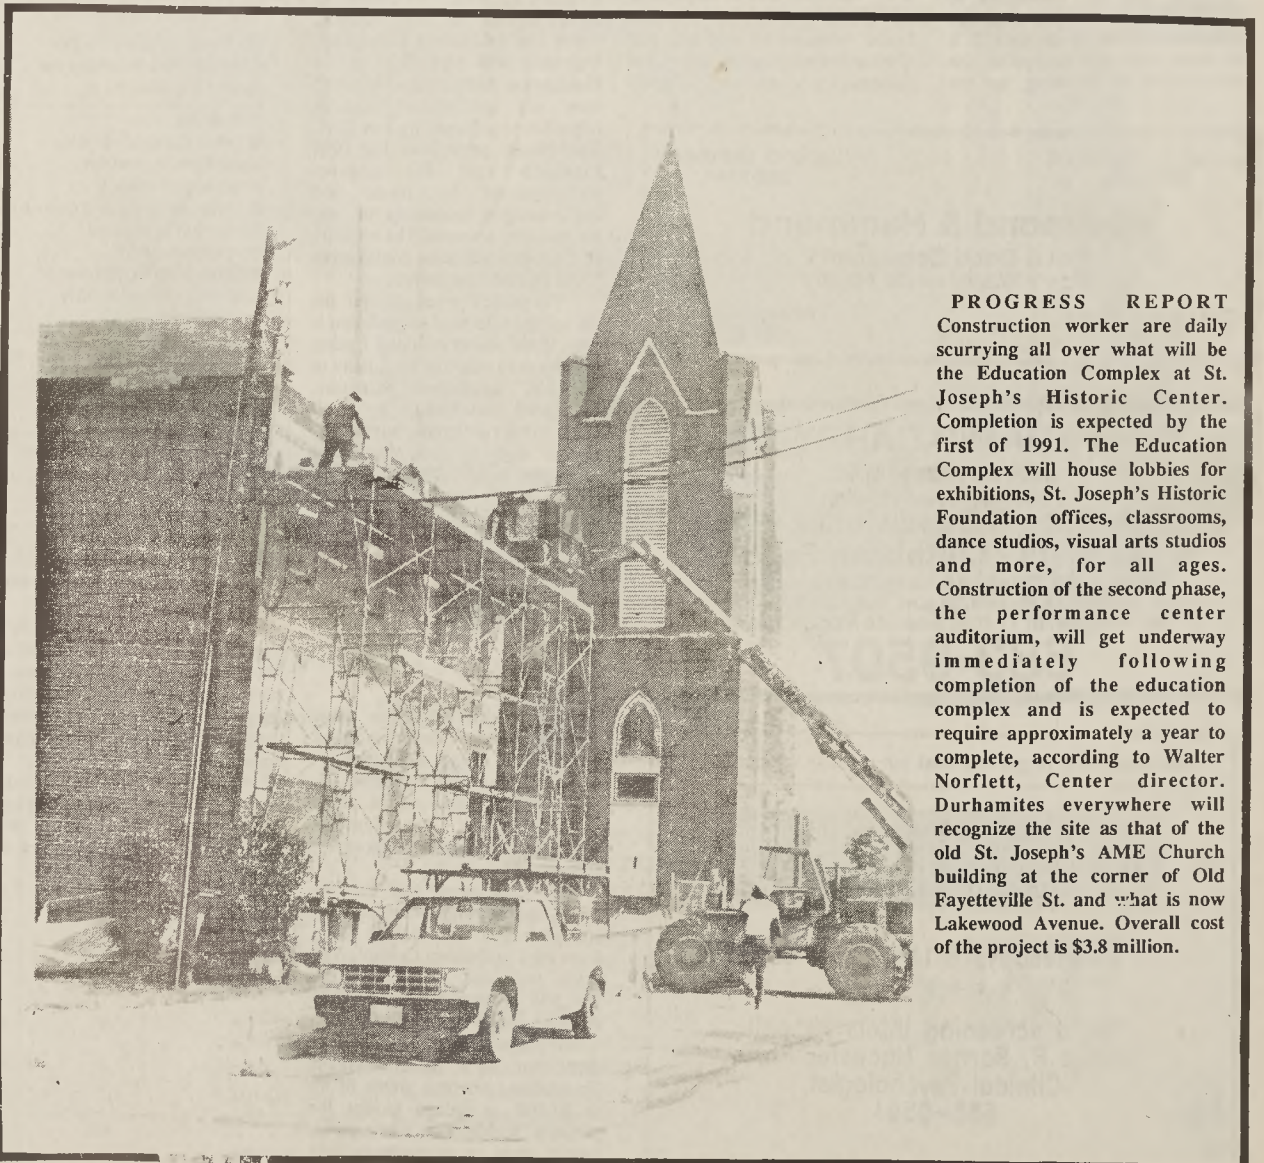 PROGRESS REPORT
Construction worker are daily
scurrying all over what will be
the Education Complex at St.
Joseph's Historic Center.
Completion is expected by the
first of 1991. The Education
Complex will house lobbies for
exhibitions, St. Joseph's Historic
Foundation offices, classrooms,
dance studios, visual arts studios
and more, for all ages.
Construction of the second phase,
the performance center
auditorium, will get underway
immediately following
completion of the education
complex and is expected to
require approximately a year to
complete, according to Walter
Norflett, Center director.
Durhamites everywhere will
recognize the site as that of the
old St. Joseph's AME Church
building at the corner of Old
Fayetteville St. and what is now
Lakewood Avenue. Overall cost
of the project is $3.8 million.